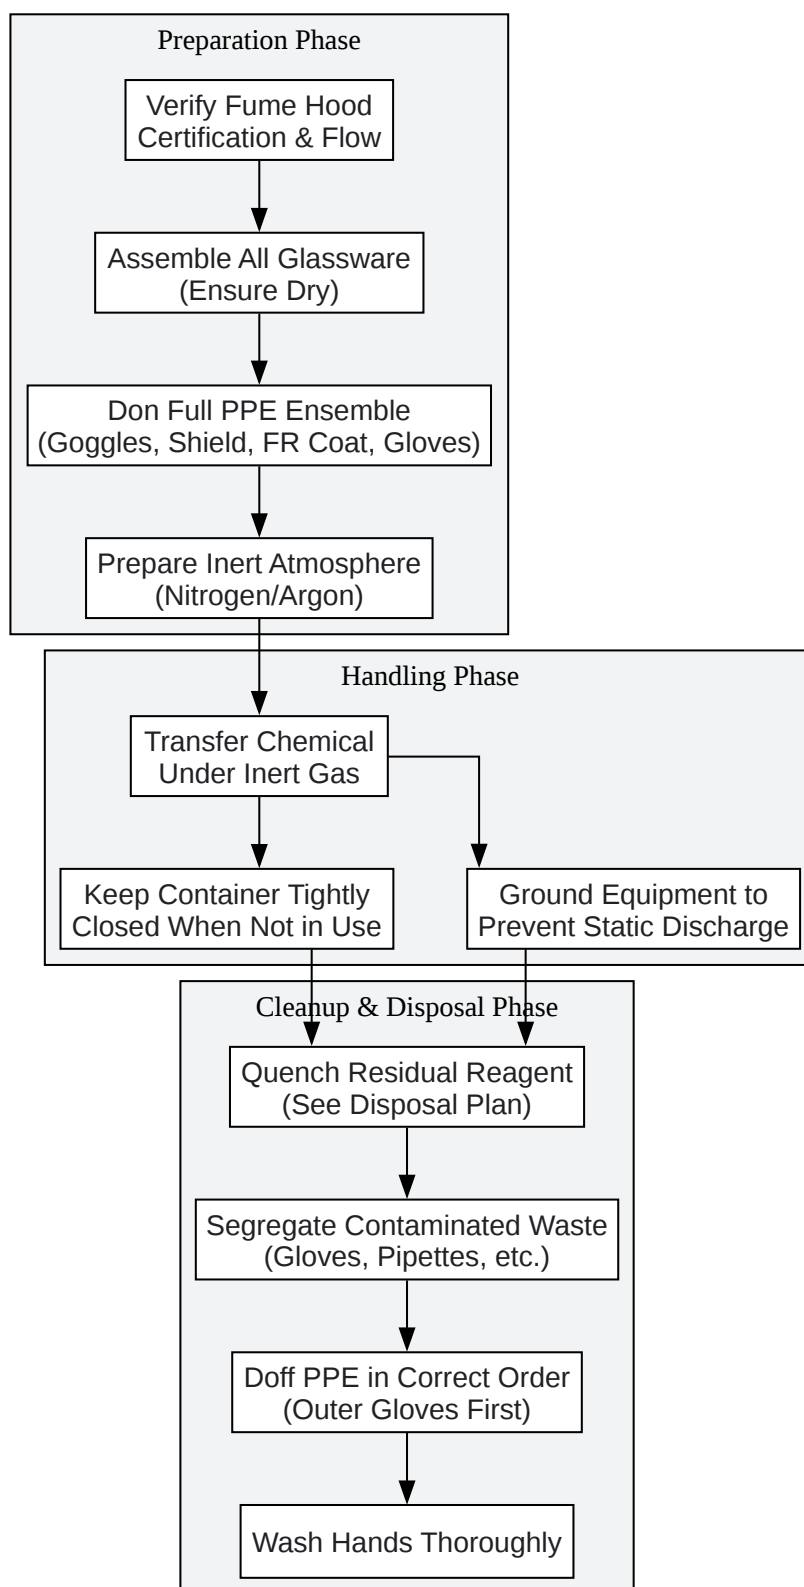 Preparation Phase
Verify Fume Hood
Certification & Flow
Assemble All Glassware
(Ensure Dry)
Don Full PPE Ensemble
(Goggles, Shield, FR Coat, Gloves)
Prepare Inert Atmosphere
(Nitrogen/Argon)
Handling Phase
Transfer Chemical
Under Inert Gas
Keep Container Tightly
Closed When Not in Use
Ground Equipment to
Prevent Static Discharge
Cleanup & Disposal Phase
Quench Residual Reagent
(See Disposal Plan)
Segregate Contaminated Waste
(Gloves, Pipettes, etc.)
Doff PPE in Correct Order
(Outer Gloves First)
Wash Hands Thoroughly